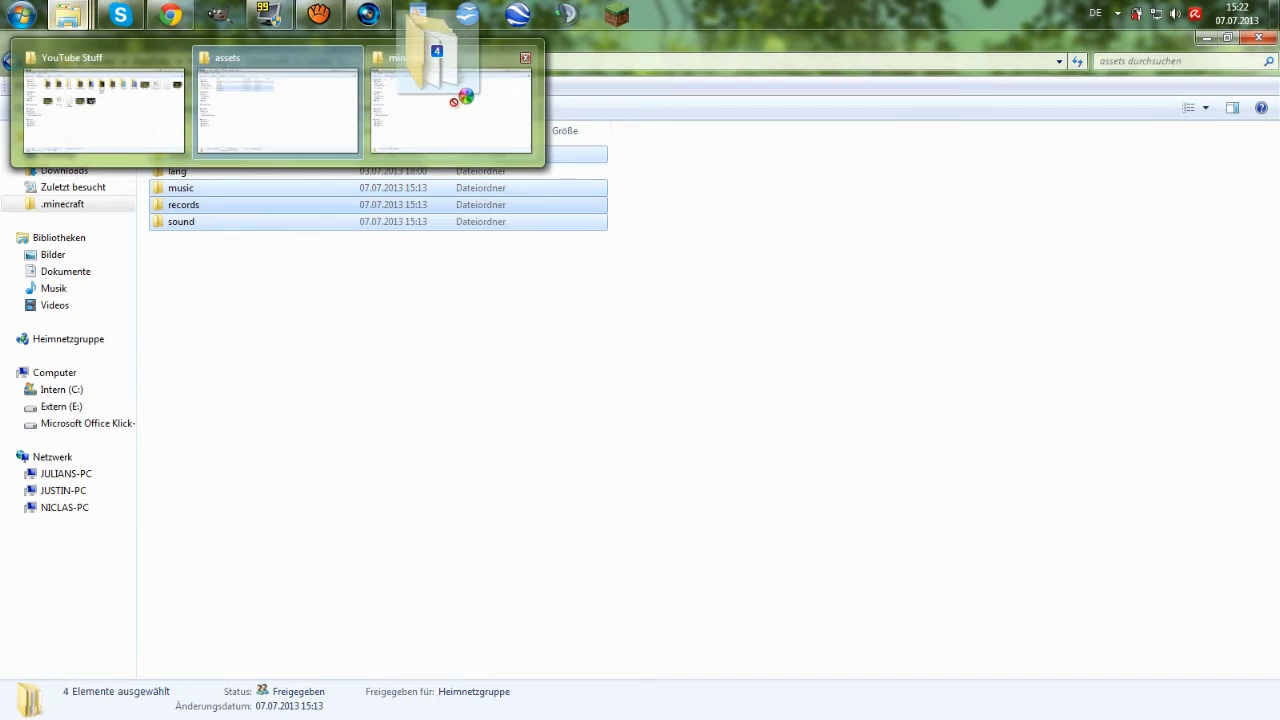 99
DE
15:22
07.07.2013
4
YouTube Stuff
assets
assets durchsuchen
Größe
Downloads
lang 03.07.2013 18:00 Dateiordner
Zuletzt besucht
music 07.07.2013 15:13 Dateiordner
.minecraft
records 07.07.2013 15:13 Dateiordner
sound 07.07.2013 15:13 Dateiordner
Bibliotheken
Bilder
Dokumente
Musik
Videos
Heimnetzgruppe
Computer
Intern (C:)
Extern (E:)
Microsoft Office Klick-
Netzwerk
JULIANS-PC
JUSTIN-PC
NICLAS-PC
4 Elemente ausgewählt
Status: Freigegeben
Freigegeben für: Heimnetzgruppe
Änderungsdatum: 07.07.2013 15:13